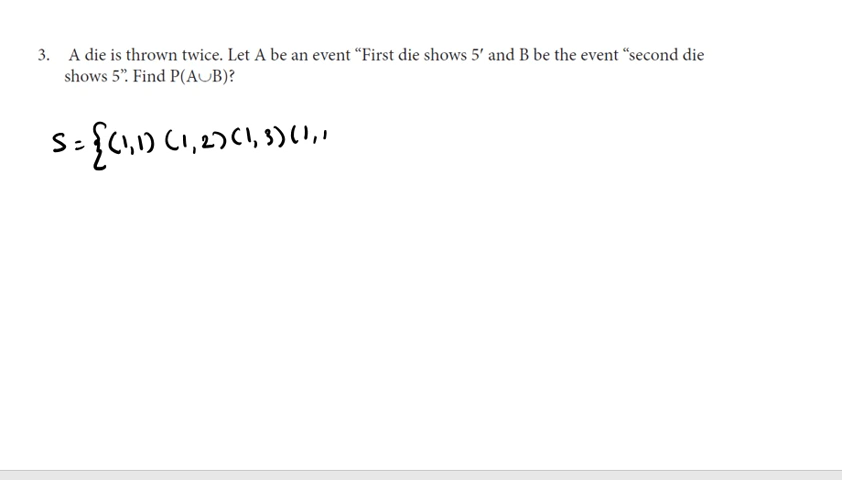 3. A die is thrown twice. Let A be an event “First die shows 5′ and B be the event “second die
shows 5”. Find P(A∪B)?
S = {(1,1) (1,2) (1,3) (1,